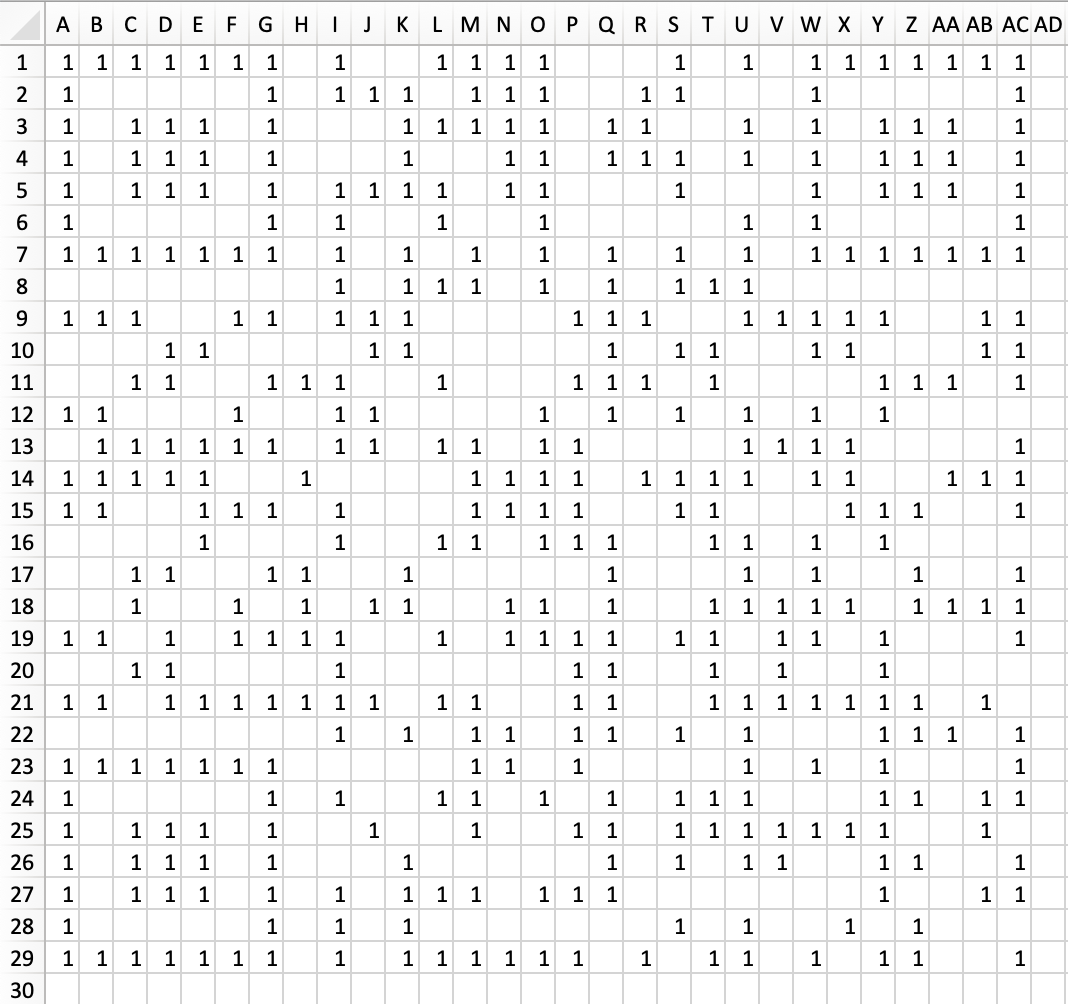 A B C D E F G H I J K L M N O P Q R S T U V W X Y Z AA AB AC AD
1 1 1 1 1 1 1 1 1 1 1 1 1 1 1 1 1 1 1 1 1 1
2 1 1 1 1 1 1 1 1 1 1 1 1
3 1 1 1 1 1 1 1 1 1 1 1 1 1 1 1 1 1 1
4 1 1 1 1 1 1 1 1 1 1 1 1 1 1 1 1 1
5 1 1 1 1 1 1 1 1 1 1 1 1 1 1 1 1 1
6 1 1 1 1 1 1 1 1
7 1 1 1 1 1 1 1 1 1 1 1 1 1 1 1 1 1 1 1 1 1
8 1 1 1 1 1 1 1 1 1
9 1 1 1 1 1 1 1 1 1 1 1 1 1 1 1 1 1 1
10 1 1 1 1 1 1 1 1 1 1 1
11 1 1 1 1 1 1 1 1 1 1 1 1 1 1
12 1 1 1 1 1 1 1 1 1 1 1
13 1 1 1 1 1 1 1 1 1 1 1 1 1 1 1 1 1
14 1 1 1 1 1 1 1 1 1 1 1 1 1 1 1 1 1 1 1
15 1 1 1 1 1 1 1 1 1 1 1 1 1 1 1 1
16 1 1 1 1 1 1 1 1 1 1 1
17 1 1 1 1 1 1 1 1 1 1
18 1 1 1 1 1 1 1 1 1 1 1 1 1 1 1 1 1
19 1 1 1 1 1 1 1 1 1 1 1 1 1 1 1 1 1 1
20 1 1 1 1 1 1 1 1
21 1 1 1 1 1 1 1 1 1 1 1 1 1 1 1 1 1 1 1 1 1
22 1 1 1 1 1 1 1 1 1 1 1 1
23 1 1 1 1 1 1 1 1 1 1 1 1 1 1
24 1 1 1 1 1 1 1 1 1 1 1 1 1 1
25 1 1 1 1 1 1 1 1 1 1 1 1 1 1 1 1 1
26 1 1 1 1 1 1 1 1 1 1 1 1 1
27 1 1 1 1 1 1 1 1 1 1 1 1 1 1 1
28 1 1 1 1 1 1 1 1
29 1 1 1 1 1 1 1 1 1 1 1 1 1 1 1 1 1 1 1 1 1
30